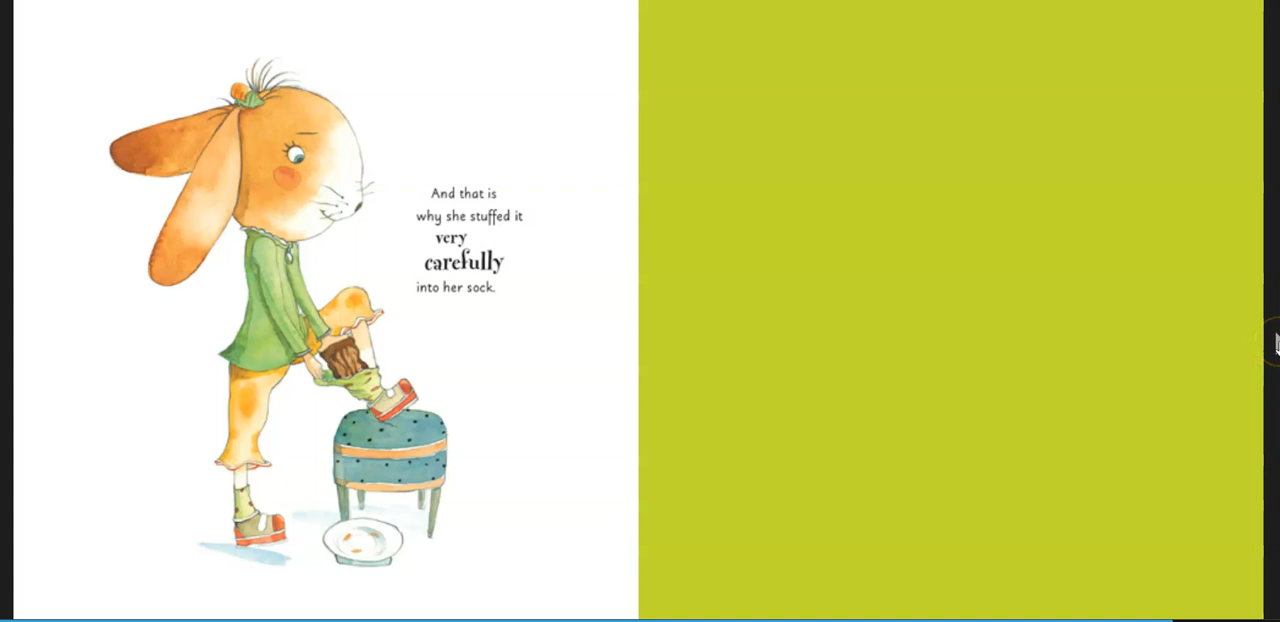 And that is
why she stuffed it
very
carefully
into her sock.